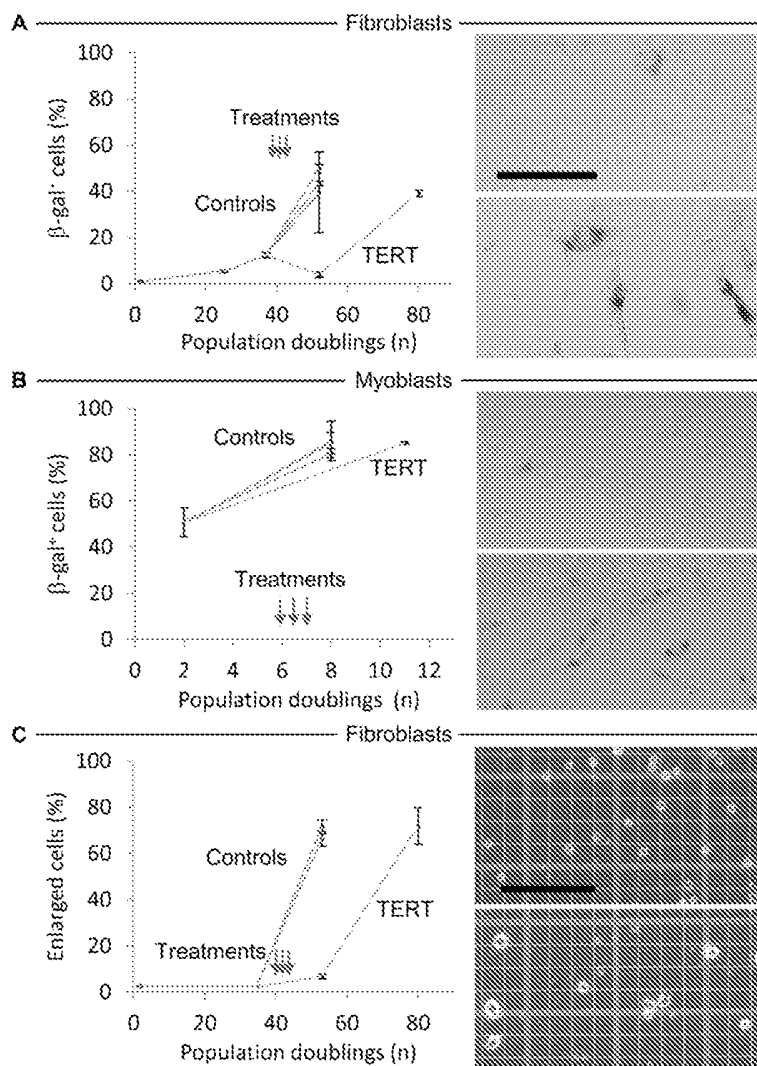 A Fibroblasts
100
80
60
40
20
0
β-gal⁺ cells (%)
Treatments
Controls
TERT
0 20 40 60 80
Population doublings (n)
B Myoblasts
100
80
60
40
20
0
β-gal⁺ cells (%)
Controls
TERT
Treatments
0 2 4 6 8 10 12
Population doublings (n)
C Fibroblasts
100
80
60
40
20
0
Enlarged cells (%)
Controls
TERT
Treatments
0 20 40 60 80
Population doublings (n)